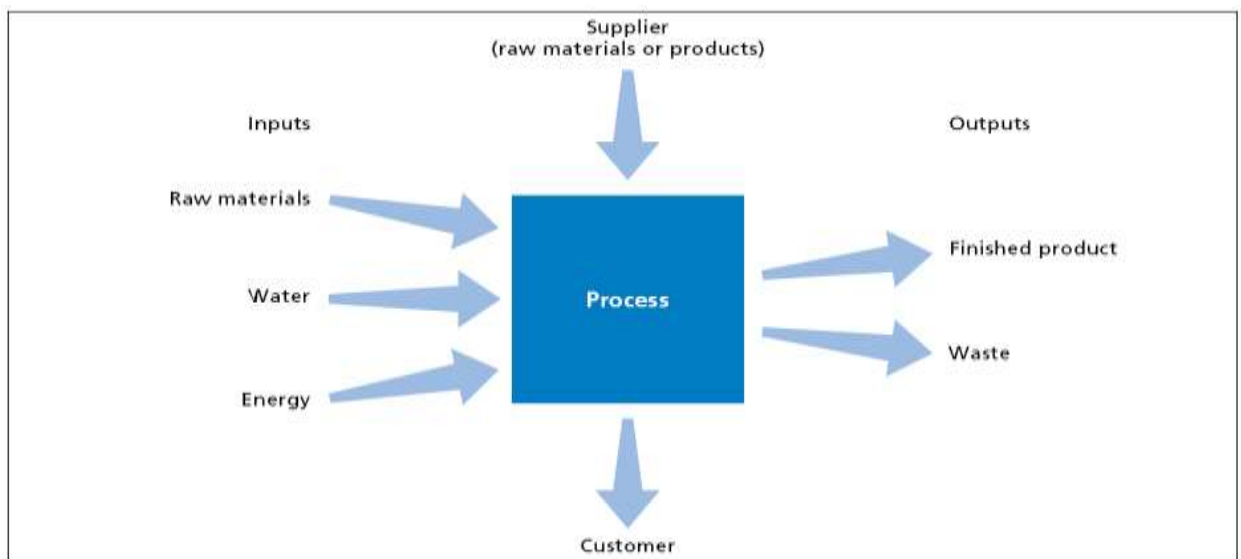 Supplier
(raw materials or products)
Inputs
Outputs
Raw materials
Finished product
Water
Process
Waste
Energy
Customer